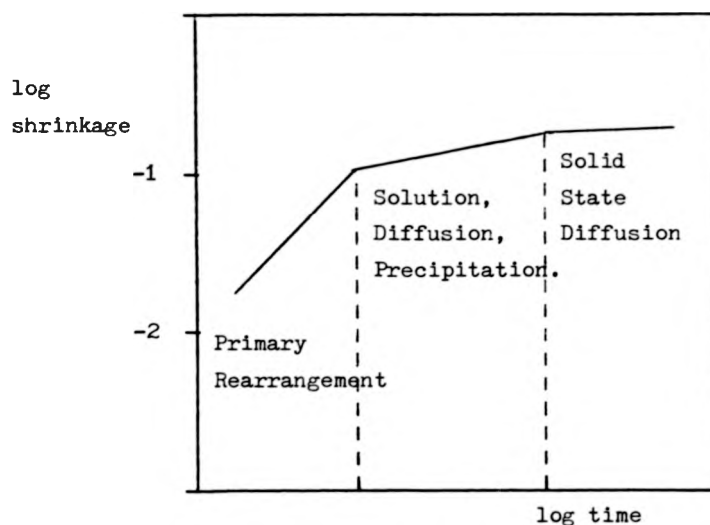 log
shrinkage
-1
-2
Primary
Rearrangement
Solution,
Diffusion,
Precipitation.
Solid
State
Diffusion
log time